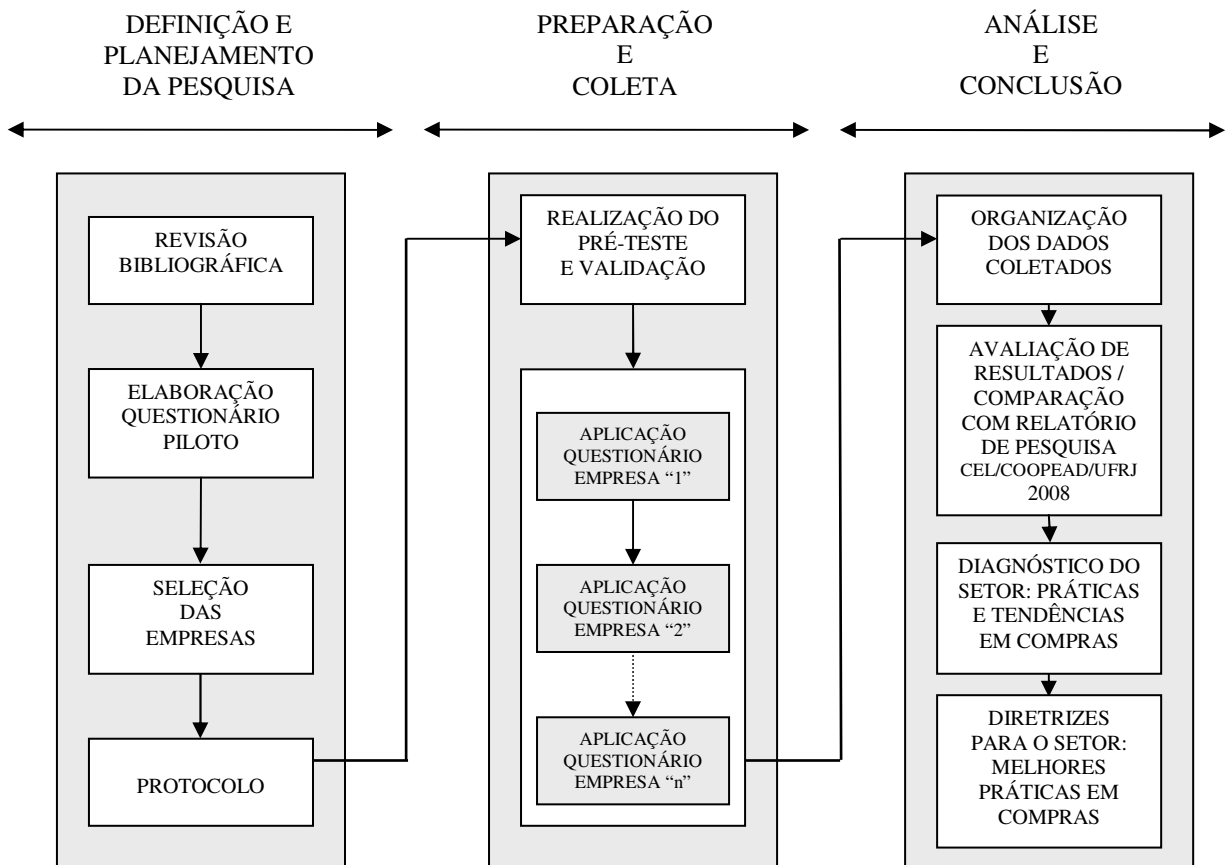 DEFINIÇÃO E
PLANEJAMENTO
DA PESQUISA
REVISÃO
BIBLIOGRÁFICA
ELABORAÇÃO
QUESTIONÁRIO
PILOTO
SELEÇÃO
DAS
EMPRESAS
PROTOCOLO
PREPARAÇÃO
E
COLETA
REALIZAÇÃO DO
PRÉ-TESTE
E VALIDAÇÃO
APLICAÇÃO
QUESTIONÁRIO
EMPRESA “1”
APLICAÇÃO
QUESTIONÁRIO
EMPRESA “2”
APLICAÇÃO
QUESTIONÁRIO
EMPRESA “n”
ANÁLISE
E
CONCLUSÃO
ORGANIZAÇÃO
DOS DADOS
COLETADOS
AVALIAÇÃO DE
RESULTADOS /
COMPARAÇÃO
COM RELATÓRIO
DE PESQUISA
CEL/COOPEAD/UFRJ
2008
DIAGNÓSTICO DO
SETOR: PRÁTICAS
E TENDÊNCIAS
EM COMPRAS
DIRETRIZES
PARA O SETOR:
MELHORES
PRÁTICAS EM
COMPRAS